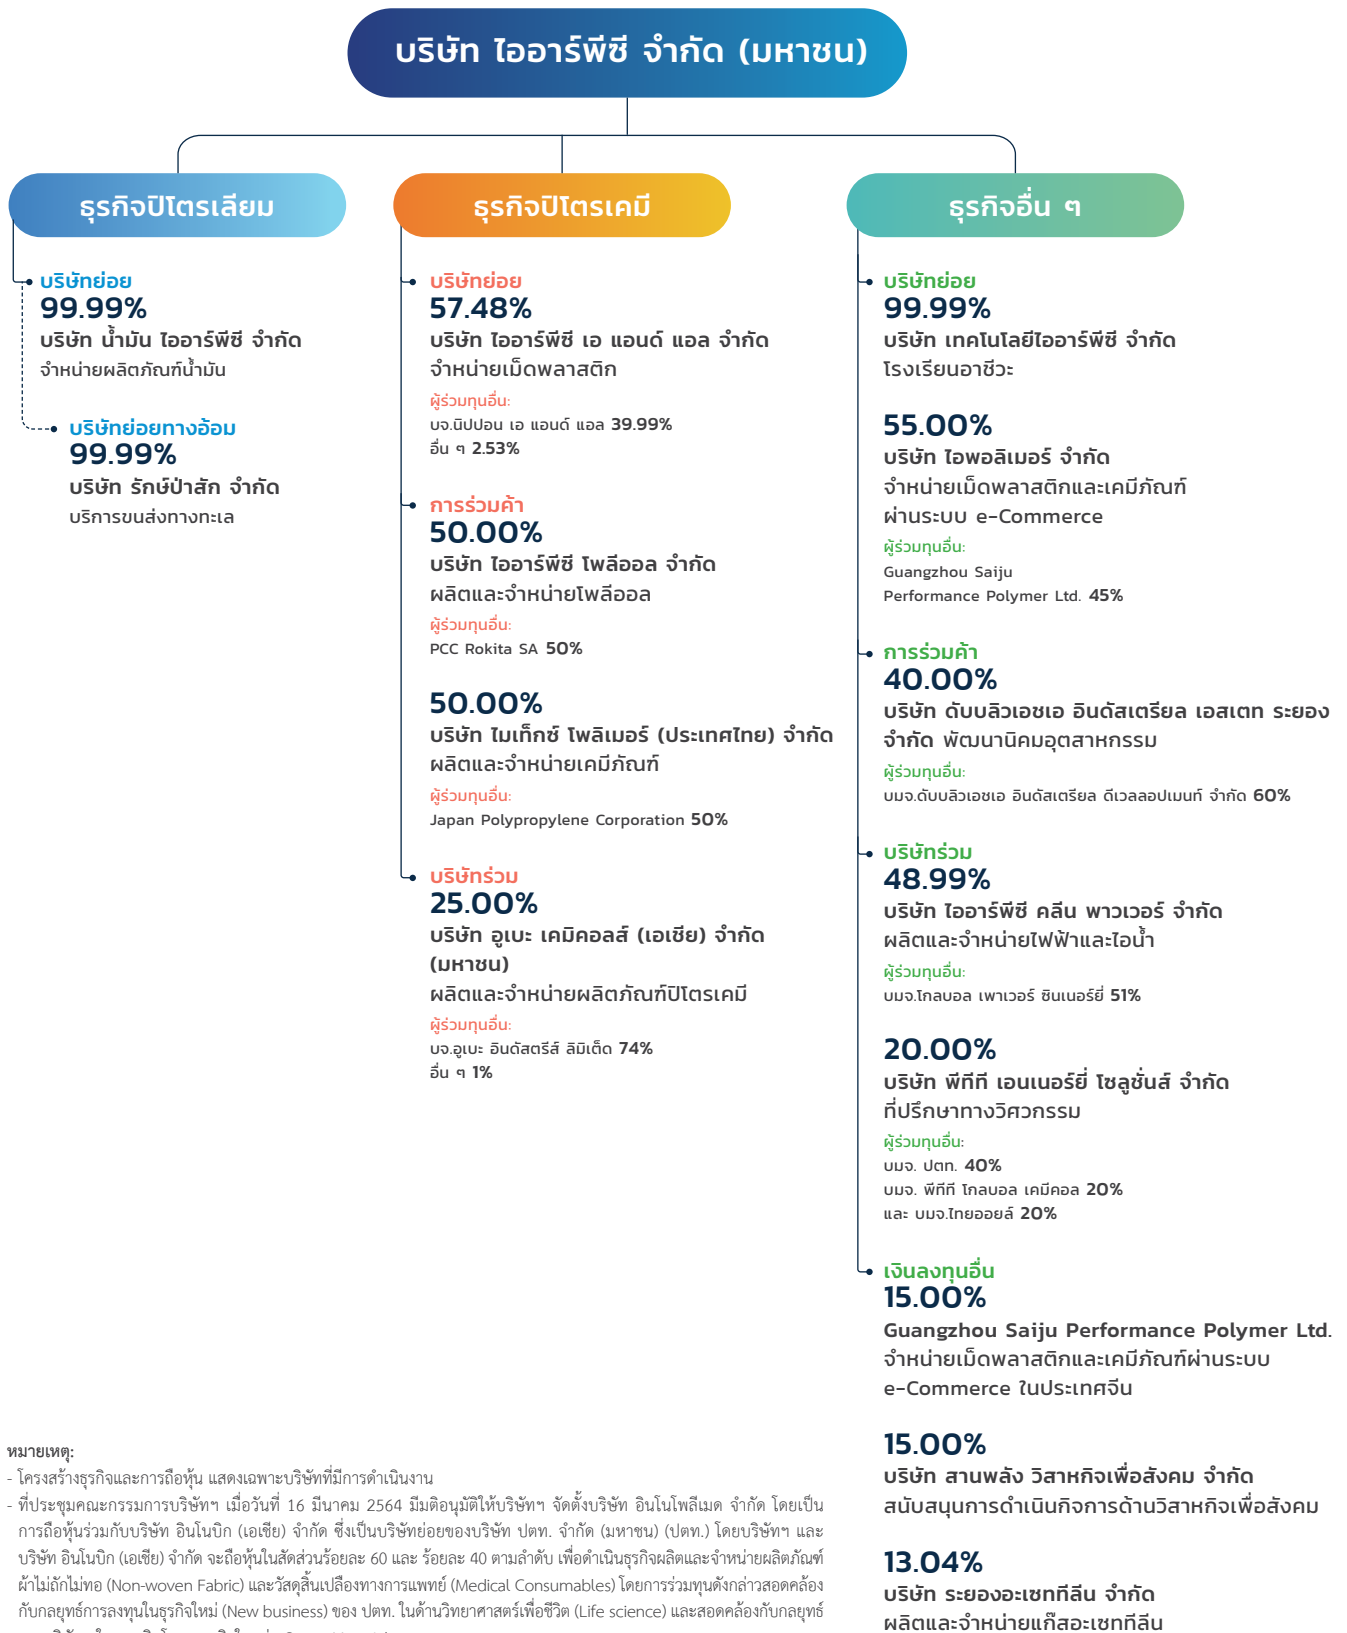 บริษัท ไออาร์พีซี จำกัด (มหาชน)
ธุรกิจปิโตรเลียม
บริษัทย่อย
99.99%
บริษัท น้ำมัน ไออาร์พีซี จำกัด
จำหน่ายผลิตภัณฑ์น้ำมัน
บริษัทย่อยทางอ้อม
99.99%
บริษัท รักษ์ป่าสัก จำกัด
บริการขนส่งทางทะเล
ธุรกิจปิโตรเคมี
บริษัทย่อย
57.48%
บริษัท ไออาร์พีซี เอ แอนด์ แอล จำกัด
จำหน่ายเม็ดพลาสติก
ผู้ร่วมทุนอื่น:
บจ.นิปปอน เอ แอนด์ แอล 39.99%
อื่น ๆ 2.53%
การร่วมค้า
50.00%
บริษัท ไออาร์พีซี โพลีออล จำกัด
ผลิตและจำหน่ายโพลีออล
ผู้ร่วมทุนอื่น:
PCC Rokita SA 50%
50.00%
บริษัท ไมเท็กซ์ โพลิเมอร์ (ประเทศไทย) จำกัด
ผลิตและจำหน่ายเคมีภัณฑ์
ผู้ร่วมทุนอื่น:
Japan Polypropylene Corporation 50%
บริษัทร่วม
25.00%
บริษัท อูเบะ เคมิคอลส์ (เอเชีย) จำกัด
(มหาชน)
ผลิตและจำหน่ายผลิตภัณฑ์ปิโตรเคมี
ผู้ร่วมทุนอื่น:
บจ.อูเบะ อินดัสตรีส์ ลิมิเต็ด 74%
อื่น ๆ 1%
ธุรกิจอื่น ๆ
บริษัทย่อย
99.99%
บริษัท เทคโนโลยีไออาร์พีซี จำกัด
โรงเรียนอาชีวะ
55.00%
บริษัท ไอพอลิเมอร์ จำกัด
จำหน่ายเม็ดพลาสติกและเคมีภัณฑ์
ผ่านระบบ e-Commerce
ผู้ร่วมทุนอื่น:
Guangzhou Saiju
Performance Polymer Ltd. 45%
การร่วมค้า
40.00%
บริษัท ดับบลิวเอชเอ อินดัสเตรียล เอสเตท ระยอง
จำกัด พัฒนานิคมอุตสาหกรรม
ผู้ร่วมทุนอื่น:
บมจ.ดับบลิวเอชเอ อินดัสเตรียล ดีเวลลอปเมนท์ จำกัด 60%
บริษัทร่วม
48.99%
บริษัท ไออาร์พีซี คลีน พาวเวอร์ จำกัด
ผลิตและจำหน่ายไฟฟ้าและไอน้ำ
ผู้ร่วมทุนอื่น:
บมจ.โกลบอล เพาเวอร์ ซินเนอร์ยี่ 51%
20.00%
บริษัท พีทีที เอนเนอร์ยี่ โซลูชั่นส์ จำกัด
ที่ปรึกษาทางวิศวกรรม
ผู้ร่วมทุนอื่น:
บมจ. ปตท. 40%
บมจ. พีทีที โกลบอล เคมีคอล 20%
และ บมจ.ไทยออยล์ 20%
เงินลงทุนอื่น
15.00%
Guangzhou Saiju Performance Polymer Ltd.
จำหน่ายเม็ดพลาสติกและเคมีภัณฑ์ผ่านระบบ
e-Commerce ในประเทศจีน
15.00%
บริษัท สานพลัง วิสาหกิจเพื่อสังคม จำกัด
สนับสนุนการดำเนินกิจการด้านวิสาหกิจเพื่อสังคม
13.04%
บริษัท ระยองอะเซททีลีน จำกัด
ผลิตและจำหน่ายแก๊สอะเซททีลีน
หมายเหตุ:
- โครงสร้างธุรกิจและการถือหุ้น แสดงเฉพาะบริษัทที่มีการดำเนินงาน
- ที่ประชุมคณะกรรมการบริษัทฯ เมื่อวันที่ 16 มีนาคม 2564 มีมติอนุมัติให้บริษัทฯ จัดตั้งบริษัท อินโนโพลีเมด จำกัด โดยเป็น
การถือหุ้นร่วมกับบริษัท อินโนบิก (เอเซีย) จำกัด ซึ่งเป็นบริษัทย่อยของบริษัท ปตท. จำกัด (มหาชน) (ปตท.) โดยบริษัทฯ และ
บริษัท อินโนบิก (เอเซีย) จำกัด จะถือหุ้นในสัดส่วนร้อยละ 60 และ ร้อยละ 40 ตามลำดับ เพื่อดำเนินธุรกิจผลิตและจำหน่ายผลิตภัณฑ์
ผ้าไม่ถักไม่ทอ (Non-woven Fabric) และวัสดุสิ้นเปลืองทางการแพทย์ (Medical Consumables) โดยการร่วมทุนดังกล่าวสอดคล้อง
กับกลยุทธ์การลงทุนในธุรกิจใหม่ (New business) ของ ปตท. ในด้านวิทยาศาสตร์เพื่อชีวิต (Life science) และสอดคล้องกับกลยุทธ์